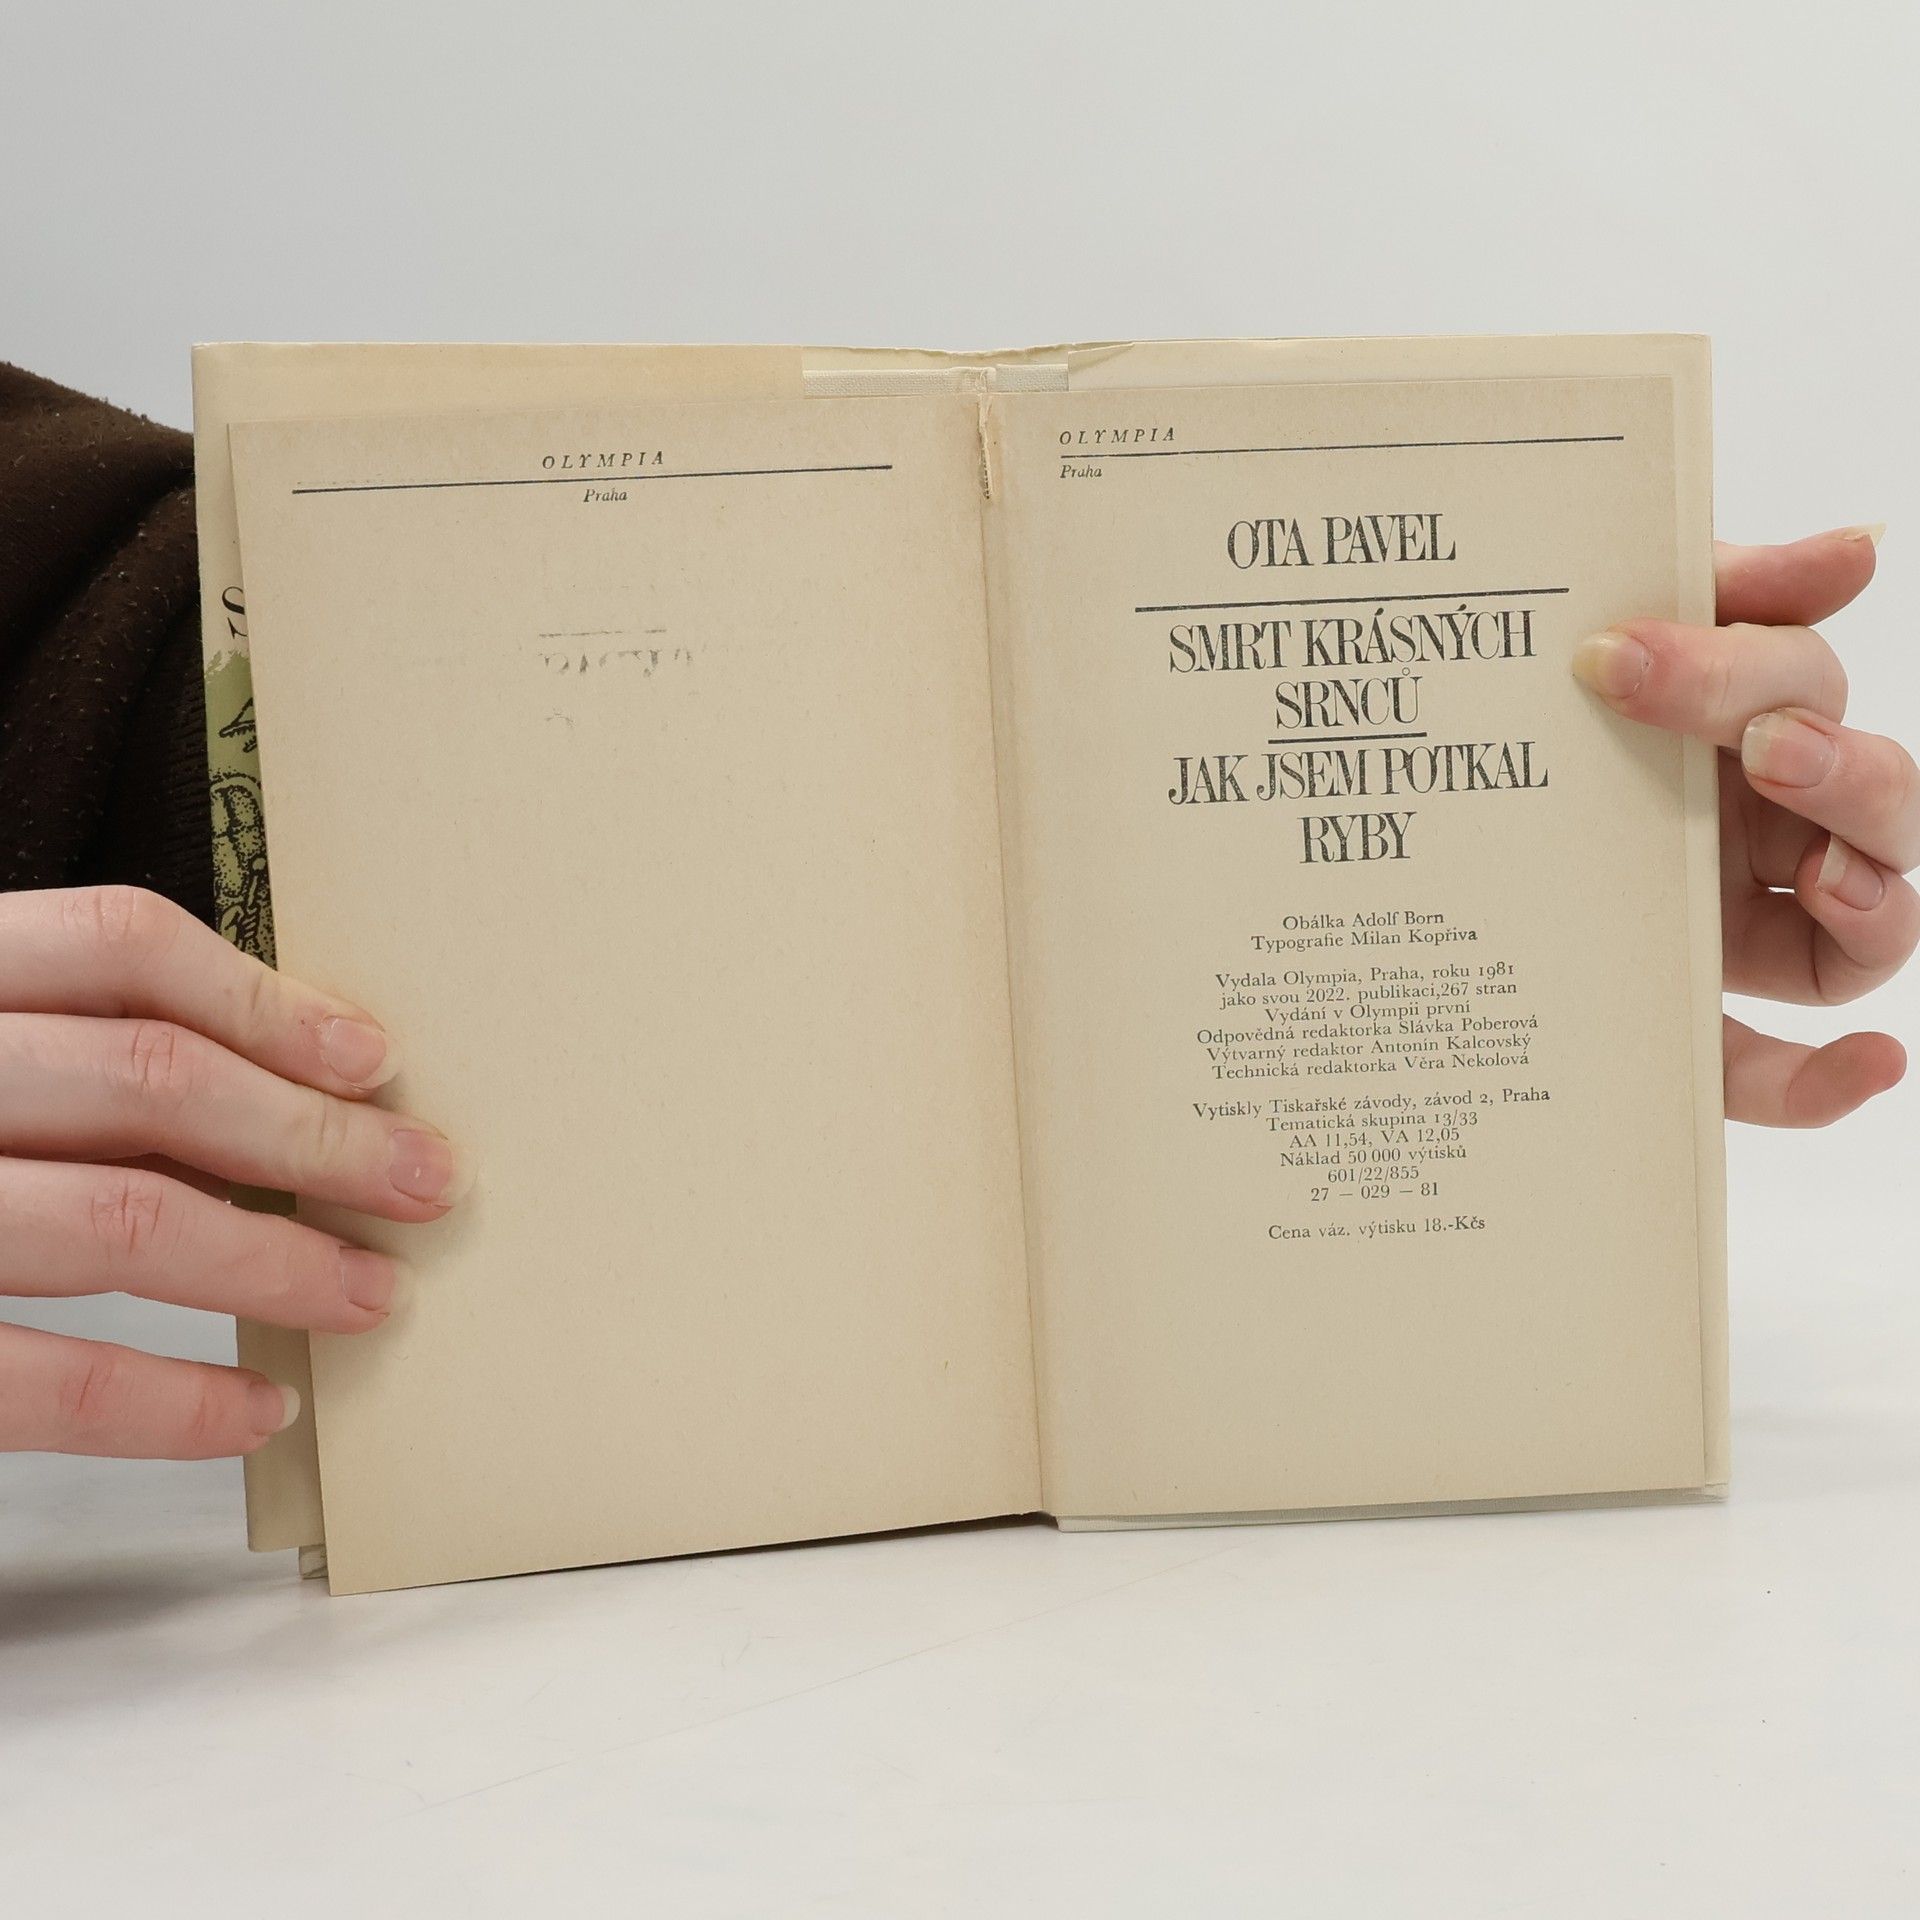 OLYMPIA
Praha
OLYMPIA
Praha
OTA PAVEL
SMRT KRÁSNÝCH
SRNCŮ
JAK JSEM POTKAL
RYBY
Obálka Adolf Born
Typografie Milan Kopřiva
Vydala Olympia, Praha, roku 1981
jako svou 2022. publikaci,267 stran
Vydání v Olympii první
Odpovědná redaktorka Slávka Poberová
Výtvarný redaktor Antonín Kalcovský
Technická redaktorka Věra Nekolová
Vytiskly Tiskařské závody, závod 2, Praha
Tematická skupina 13/33
AA 11,54, VA 12,05
Náklad 50 000 výtisků
601/22/855
27 — 029 — 81
Cena váz. výtisku 18.-Kčs